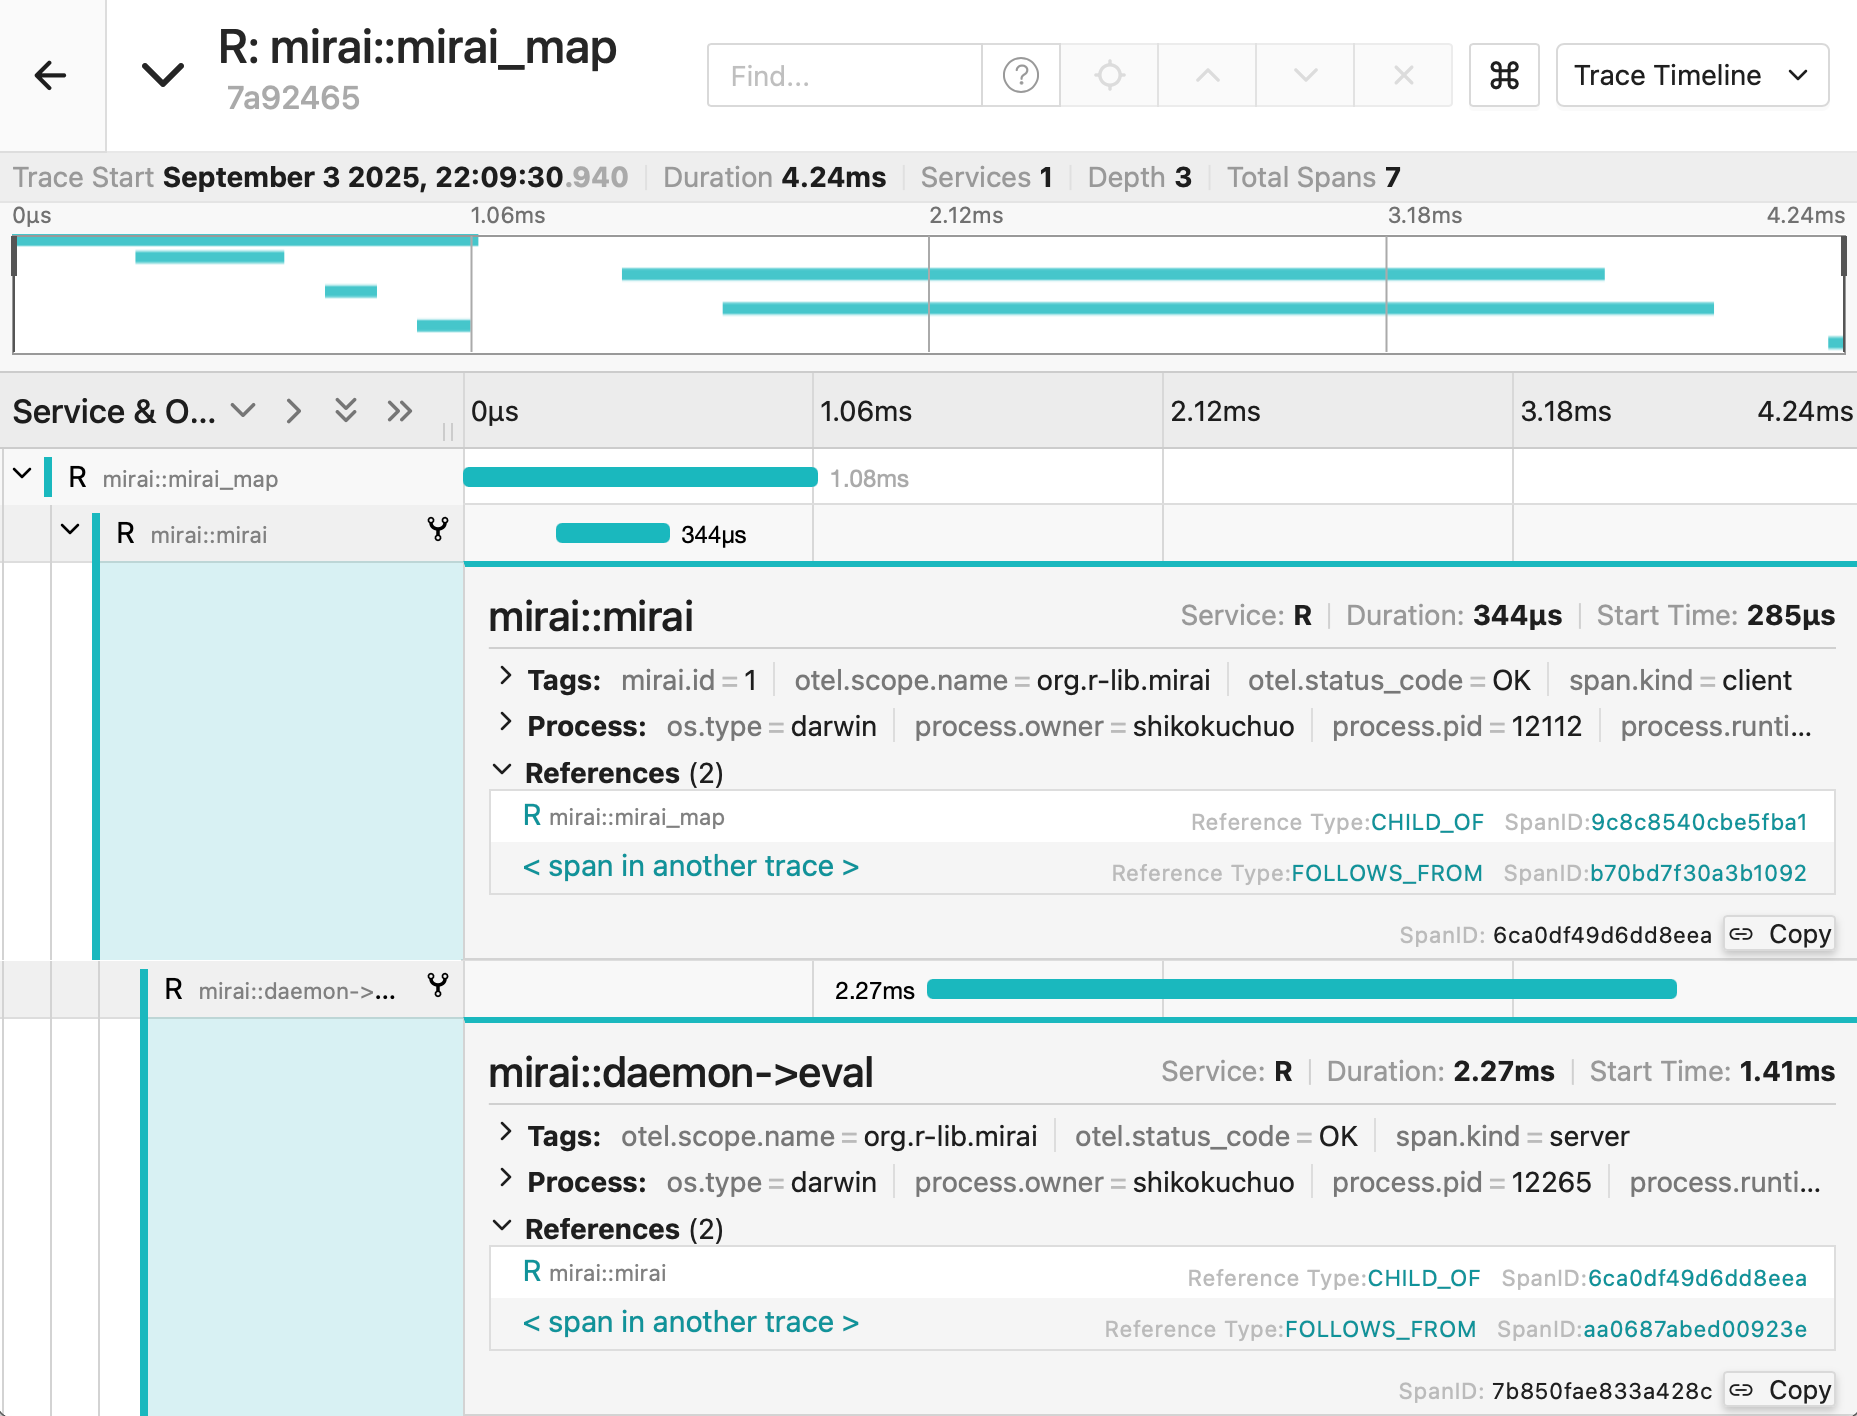 R: mirai::mirai_map
7a92465
Find...
Trace Timeline
Trace Start September 3 2025, 22:09:30.940 Duration 4.24ms Services 1 Depth 3 Total Spans 7
0μs 1.06ms 2.12ms 3.18ms 4.24ms
Service & O... 0μs 1.06ms 2.12ms 3.18ms 4.24ms
R mirai::mirai_map 1.08ms
R mirai::mirai 344μs
mirai::mirai Service: R Duration: 344μs Start Time: 285μs
Tags: mirai.id = 1 otel.scope.name = org.r-lib.mirai otel.status_code = OK span.kind = client
Process: os.type = darwin process.owner = shikokuchuo process.pid = 12112 process.runti...
References (2)
R mirai::mirai_map Reference Type:CHILD_OF SpanID:9c8c8540cbe5fba1
< span in another trace > Reference Type:FOLLOWS_FROM SpanID:b70bd7f30a3b1092
SpanID: 6ca0df49d6dd8eea Copy
R mirai::daemon->... 2.27ms
mirai::daemon->eval Service: R Duration: 2.27ms Start Time: 1.41ms
Tags: otel.scope.name = org.r-lib.mirai otel.status_code = OK span.kind = server
Process: os.type = darwin process.owner = shikokuchuo process.pid = 12265 process.runti...
References (2)
R mirai::mirai Reference Type:CHILD_OF SpanID:6ca0df49d6dd8eea
< span in another trace > Reference Type:FOLLOWS_FROM SpanID:aa0687abed00923e
SpanID: 7b850fae833a428c Copy